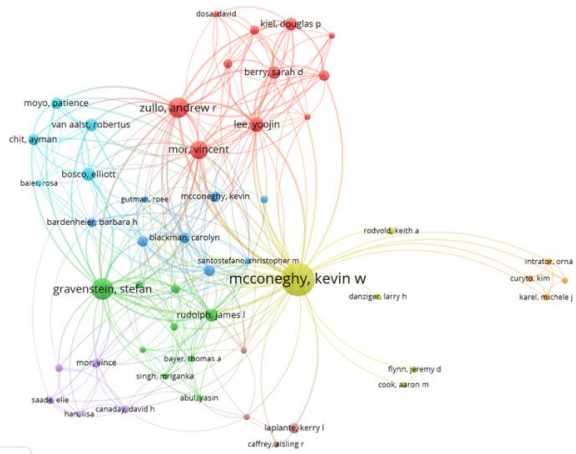 dosa, david
kiel, douglas p
berry, sarah d
moyo, patience
zullo, andrew r
van aalst, robertus
lee, yoojin
chit, ayman
mor, vincent
bosco, elliott
baier, rosa
gutman, roee
mcconeghy, kevin
bardenheier, barbara h
rodvold, keith a
blackman, carolyn
santostefano, christopher m
intrator, orna
mcconeghy, kevin w
curyto, kim
gravenstein, stefan
danziger, larry h
karel, michele j
rudolph, james l
bayer, thomas a
mor, vince
flynn, jeremy d
singh, mriganka
cook, aaron m
abul, yasin
saade, elie
canaday, david h
han, lisa
laplante, kerry l
caffrey, aisling r